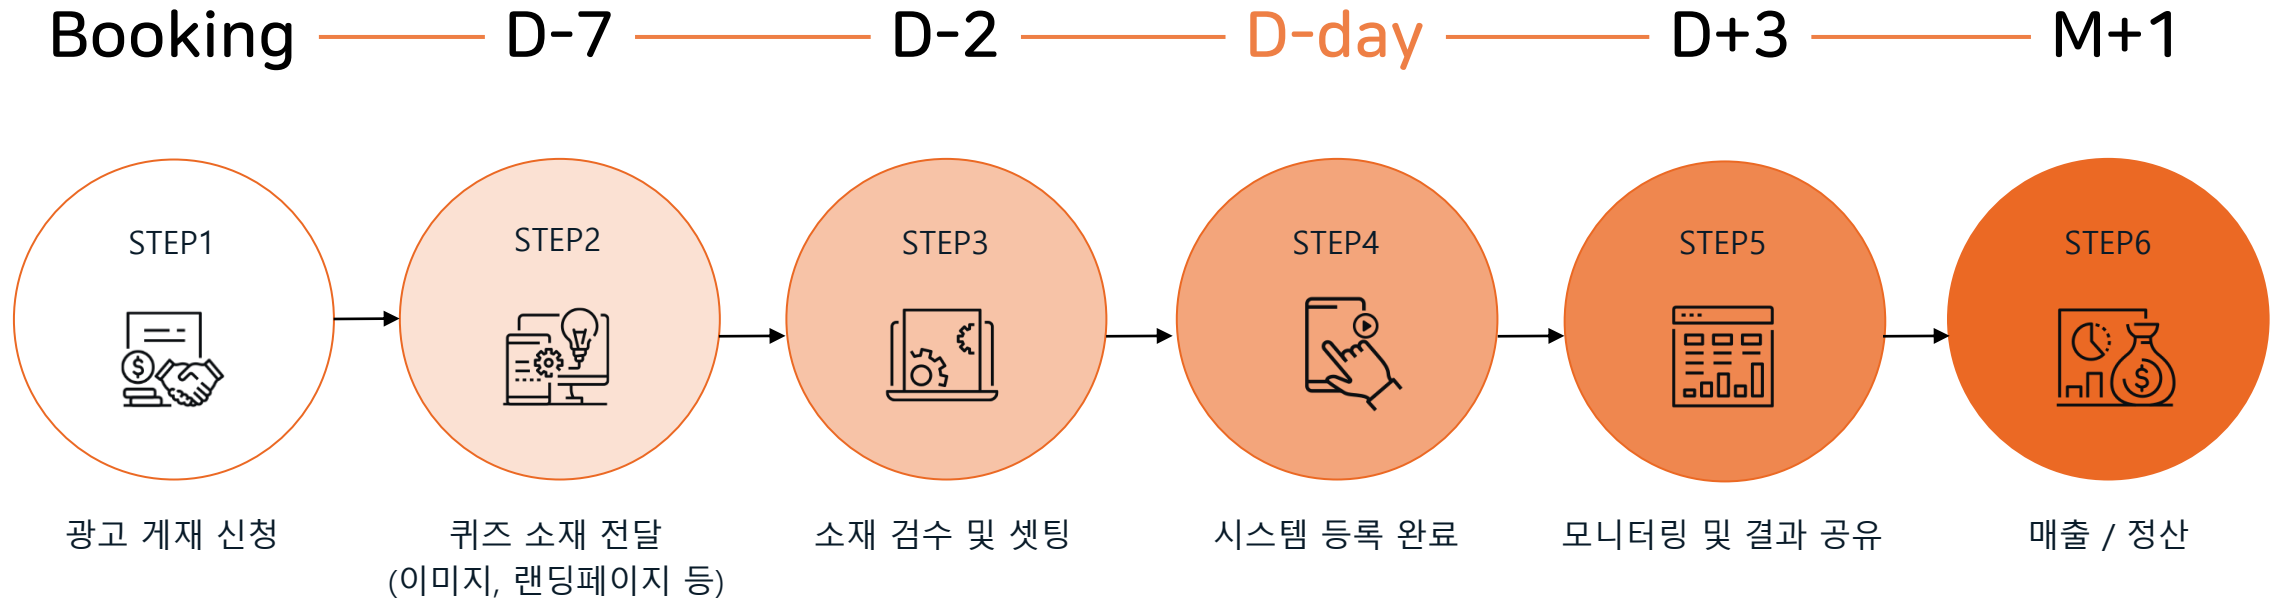 Booking
D-7
D-2
D-day
D+3
M+1
STEP1
STEP2
STEP3
STEP4
STEP5
STEP6
광고 게재 신청
퀴즈 소재 전달
(이미지, 랜딩페이지 등)
소재 검수 및 셋팅
시스템 등록 완료
모니터링 및 결과 공유
매출 / 정산